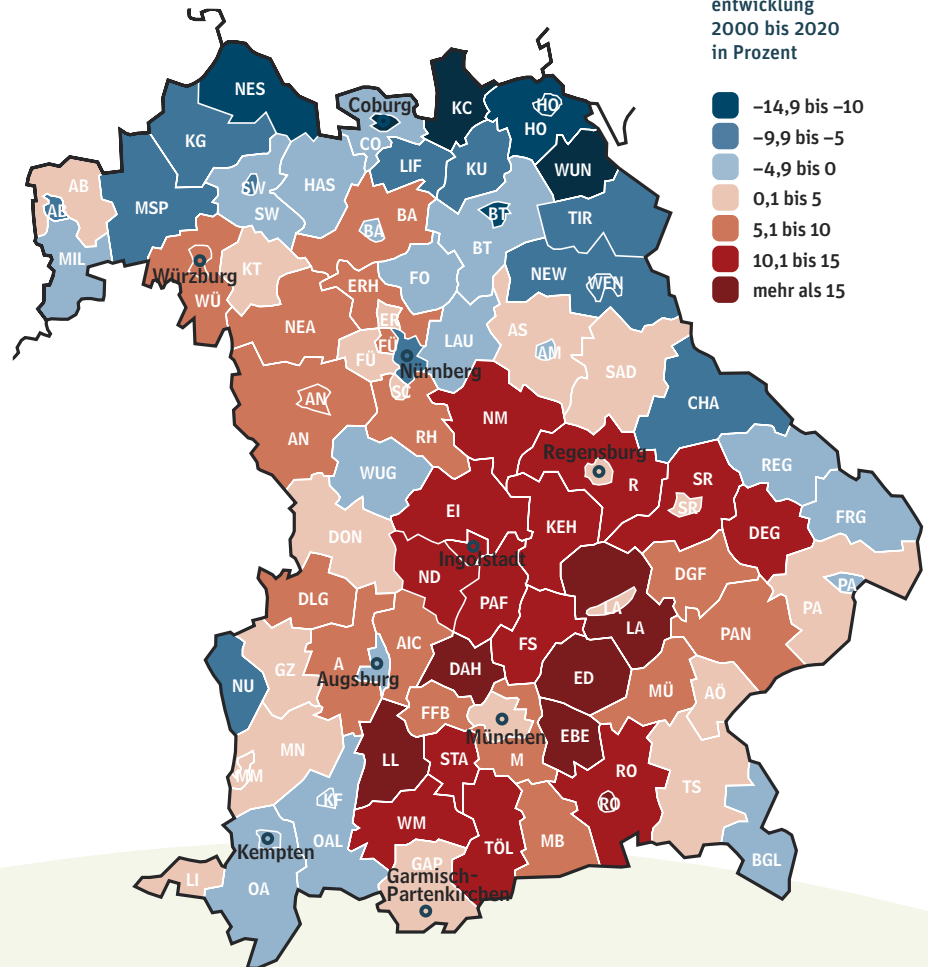 entwicklung
2000 bis 2020
in Prozent
–14,9 bis –10
–9,9 bis –5
–4,9 bis 0
0,1 bis 5
5,1 bis 10
10,1 bis 15
mehr als 15
NES
Coburg
KC
HO
HO
KG
CO
LIF
KU
WUN
AB
SW
HAS
AB
MSP
SW
BA
BT
TIR
BA
MIL
BT
Würzburg
KT
FO
NEW
WEN
WÜ
ERH
ER
NEA
AS
FÜ
LAU
AM
FÜ
Nürnberg
SAD
SC
AN
CHA
NM
AN
RH
Regensburg
REG
WUG
R
SR
SR
EI
KEH
FRG
DEG
DON
Ingolstadt
ND
DGF
PA
DLG
PAF
LA
PA
LA
PAN
AIC
FS
A
GZ
DAH
Augsburg
ED
NU
MÜ
AÖ
FFB
München
EBE
MN
LL
STA
M
RO
MM
TS
KF
RO
WM
OAL
MB
Kempten
TÖL
BGL
GAP
LI
Garmisch-
Partenkirchen
OA